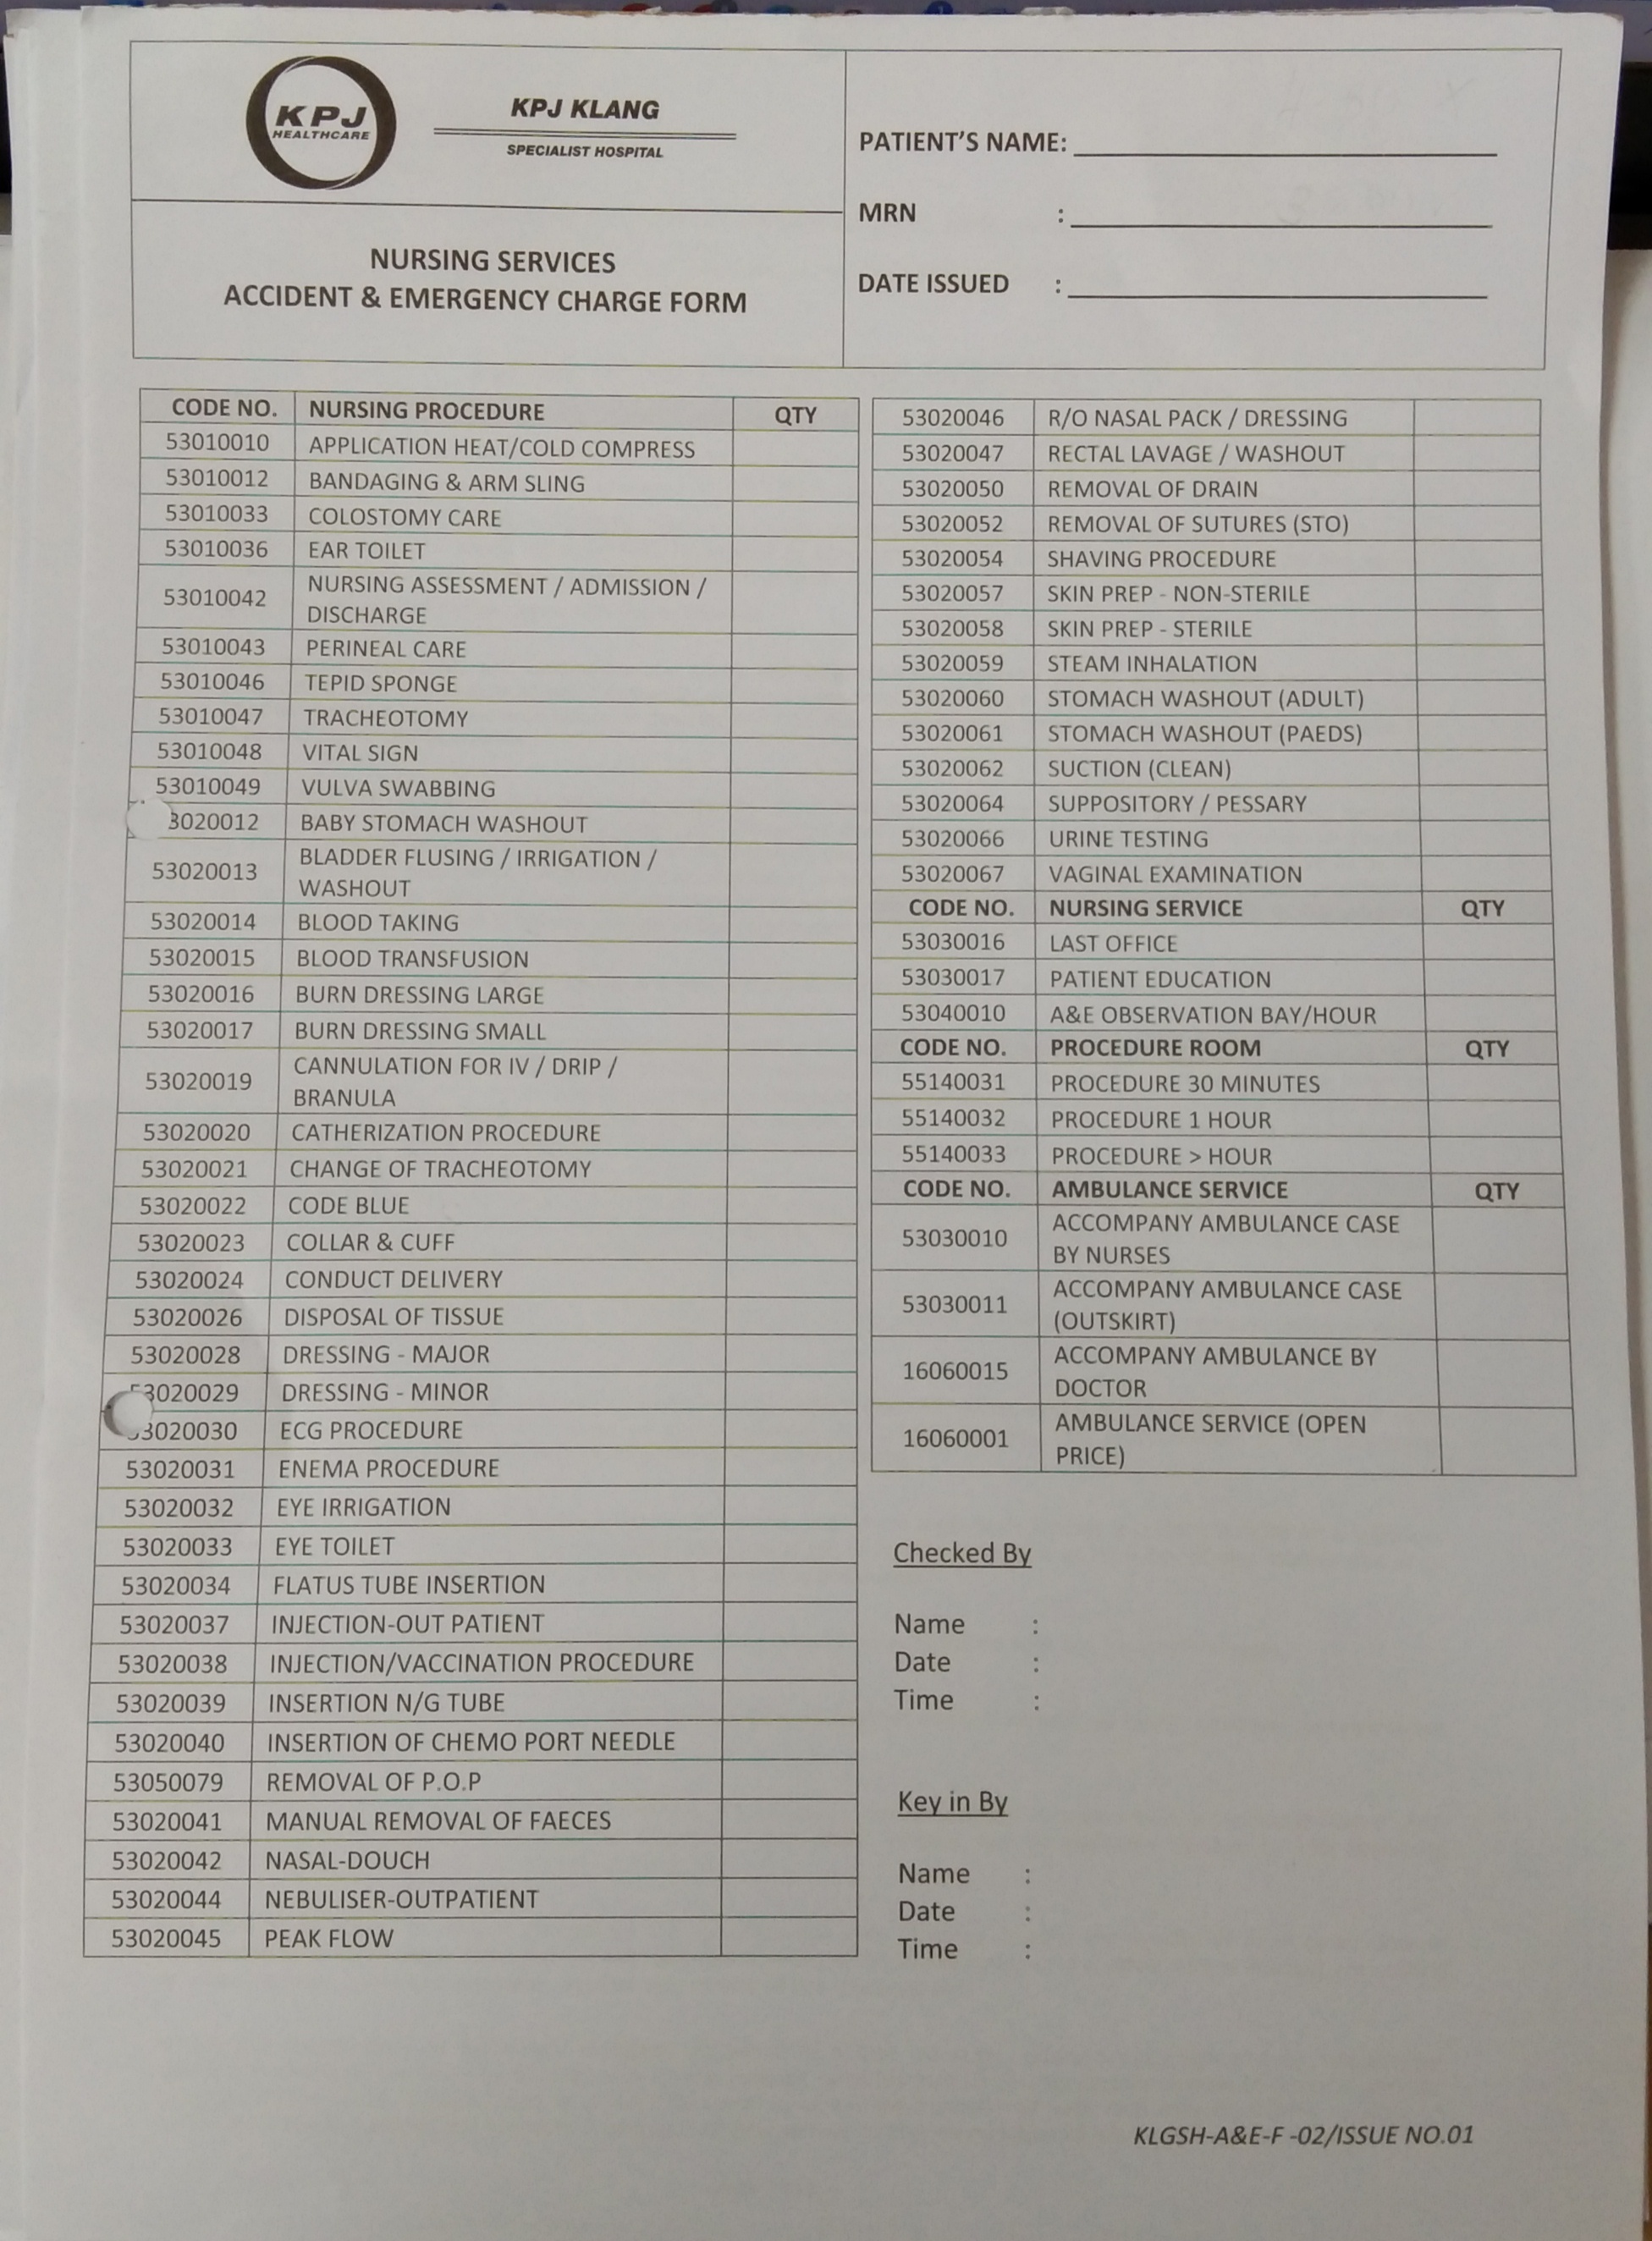 KPJ
HEALTHCARE
KPJ KLANG
SPECIALIST HOSPITAL
NURSING SERVICES
ACCIDENT & EMERGENCY CHARGE FORM
PATIENT'S NAME:
MRN :
DATE ISSUED :
CODE NO. NURSING PROCEDURE QTY
53010010 APPLICATION HEAT/COLD COMPRESS
53010012 BANDAGING & ARM SLING
53010033 COLOSTOMY CARE
53010036 EAR TOILET
53010042 NURSING ASSESSMENT / ADMISSION /
DISCHARGE
53010043 PERINEAL CARE
53010046 TEPID SPONGE
53010047 TRACHEOTOMY
53010048 VITAL SIGN
53010049 VULVA SWABBING
3020012 BABY STOMACH WASHOUT
53020013 BLADDER FLUSING / IRRIGATION /
WASHOUT
53020014 BLOOD TAKING
53020015 BLOOD TRANSFUSION
53020016 BURN DRESSING LARGE
53020017 BURN DRESSING SMALL
53020019 CANNULATION FOR IV / DRIP /
BRANULA
53020020 CATHERIZATION PROCEDURE
53020021 CHANGE OF TRACHEOTOMY
53020022 CODE BLUE
53020023 COLLAR & CUFF
53020024 CONDUCT DELIVERY
53020026 DISPOSAL OF TISSUE
53020028 DRESSING - MAJOR
53020029 DRESSING - MINOR
53020030 ECG PROCEDURE
53020031 ENEMA PROCEDURE
53020032 EYE IRRIGATION
53020033 EYE TOILET
53020034 FLATUS TUBE INSERTION
53020037 INJECTION-OUT PATIENT
53020038 INJECTION/VACCINATION PROCEDURE
53020039 INSERTION N/G TUBE
53020040 INSERTION OF CHEMO PORT NEEDLE
53050079 REMOVAL OF P.O.P
53020041 MANUAL REMOVAL OF FAECES
53020042 NASAL-DOUCH
53020044 NEBULISER-OUTPATIENT
53020045 PEAK FLOW
53020046 R/O NASAL PACK / DRESSING
53020047 RECTAL LAVAGE / WASHOUT
53020050 REMOVAL OF DRAIN
53020052 REMOVAL OF SUTURES (STO)
53020054 SHAVING PROCEDURE
53020057 SKIN PREP - NON-STERILE
53020058 SKIN PREP - STERILE
53020059 STEAM INHALATION
53020060 STOMACH WASHOUT (ADULT)
53020061 STOMACH WASHOUT (PAEDS)
53020062 SUCTION (CLEAN)
53020064 SUPPOSITORY / PESSARY
53020066 URINE TESTING
53020067 VAGINAL EXAMINATION
CODE NO. NURSING SERVICE QTY
53030016 LAST OFFICE
53030017 PATIENT EDUCATION
53040010 A&E OBSERVATION BAY/HOUR
CODE NO. PROCEDURE ROOM QTY
55140031 PROCEDURE 30 MINUTES
55140032 PROCEDURE 1 HOUR
55140033 PROCEDURE > HOUR
CODE NO. AMBULANCE SERVICE QTY
53030010 ACCOMPANY AMBULANCE CASE
BY NURSES
53030011 ACCOMPANY AMBULANCE CASE
(OUTSKIRT)
16060015 ACCOMPANY AMBULANCE BY
DOCTOR
16060001 AMBULANCE SERVICE (OPEN
PRICE)
Checked By
Name :
Date :
Time :
Key in By
Name :
Date :
Time :
KLGSH-A&E-F -02/ISSUE NO.01